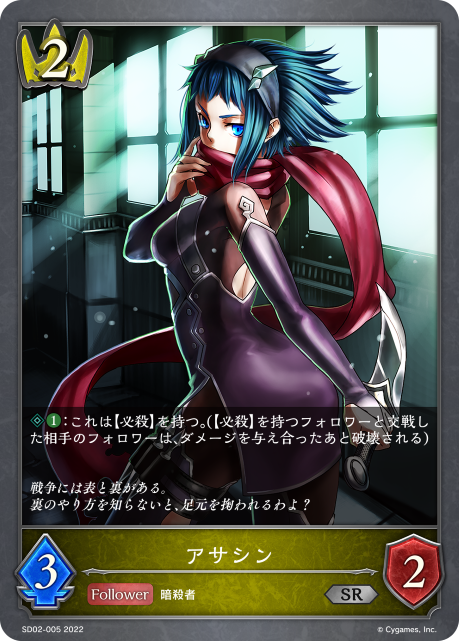 2
◇①：これは【必殺】を持つ。(【必殺】を持つフォロワーと交戦し
た相手のフォロワーは、ダメージを与え合ったあと破壊される)
戦争には表と裏がある。
裏のやり方を知らないと、足元を掬われるわよ？
アサシン
3
Follower 暗殺者 SR
2
SD02-005 2022 © Cygames, Inc.